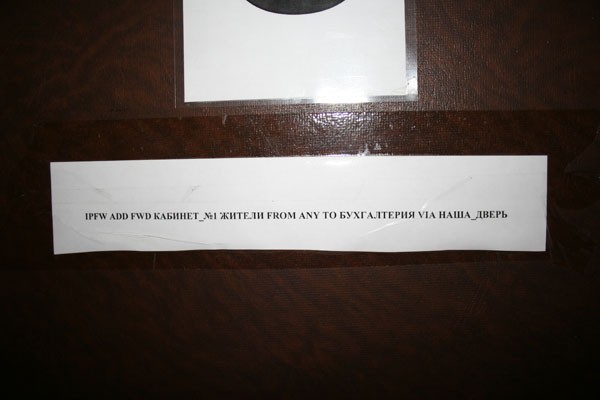 IPFW ADD FWD КАБИНЕТ_№1 ЖИТЕЛИ FROM ANY TO БУХГАЛТЕРИЯ VIA НАША_ДВЕРЬ